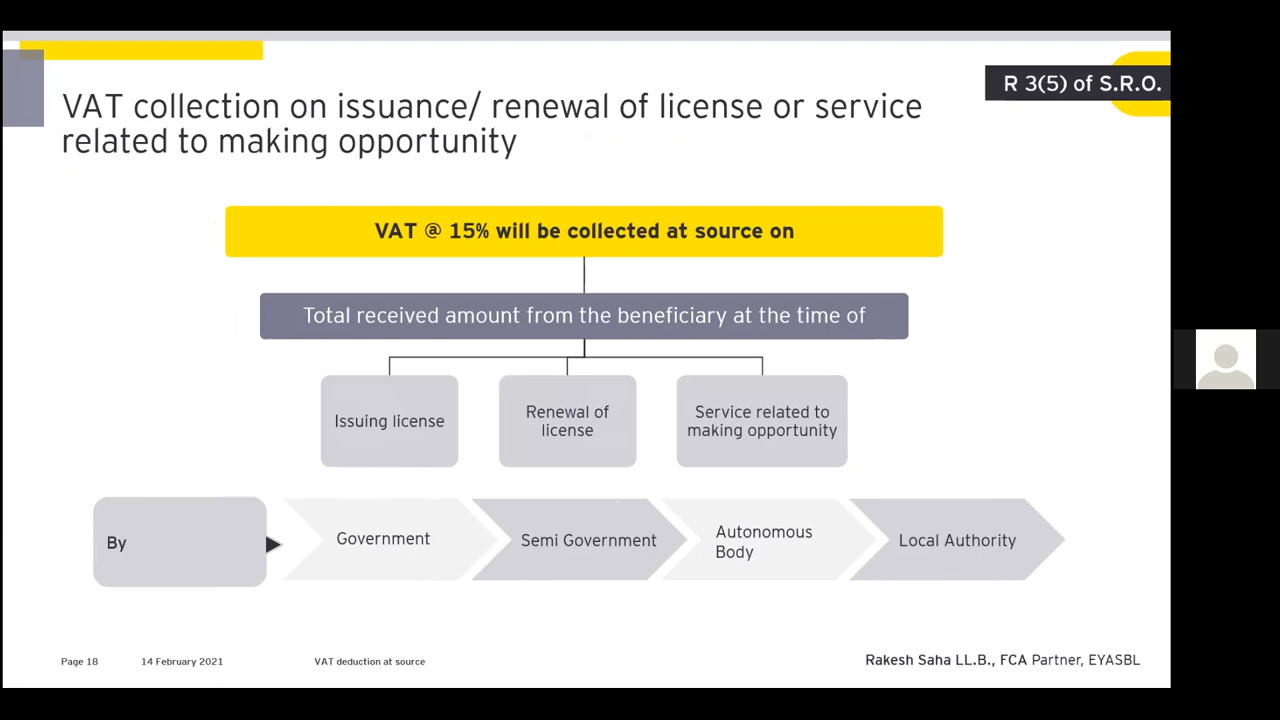 R 3(5) of S.R.O.
VAT collection on issuance/ renewal of license or service
related to making opportunity
VAT @ 15% will be collected at source on
Total received amount from the beneficiary at the time of
Issuing license
Renewal of
license
Service related to
making opportunity
By
Government
Semi Government
Autonomous
Body
Local Authority
Page 18
14 February 2021
VAT deduction at source
Rakesh Saha LL.B., FCA Partner, EYASBL